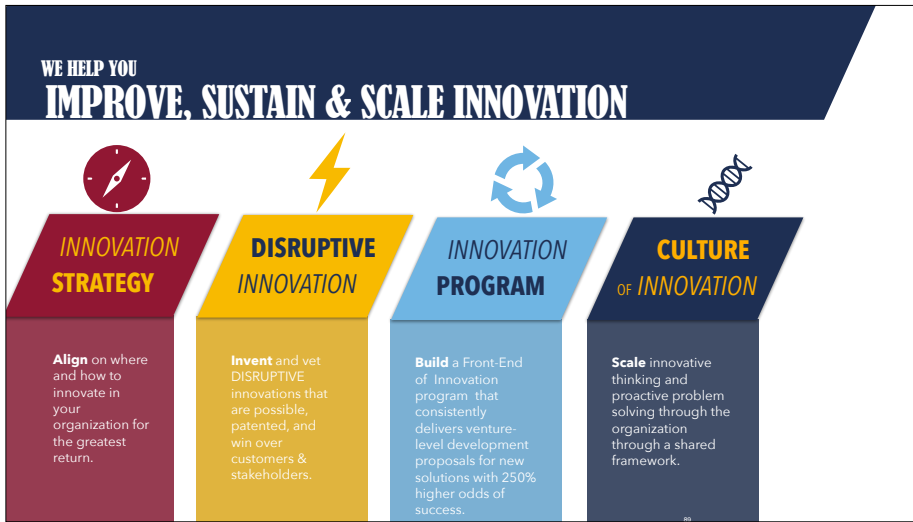 WE HELP YOU
IMPROVE, SUSTAIN & SCALE INNOVATION
INNOVATION
STRATEGY
Align on where
and how to
innovate in
your
organization for
the greatest
return.
DISRUPTIVE
INNOVATION
Invent and vet
DISRUPTIVE
innovations that
are possible,
patented, and
win over
customers &
stakeholders.
INNOVATION
PROGRAM
Build a Front-End
of Innovation
program that
consistently
delivers venture-
level development
proposals for new
solutions with 250%
higher odds of
success.
CULTURE
OF INNOVATION
Scale innovative
thinking and
proactive problem
solving through the
organization
through a shared
framework.
69